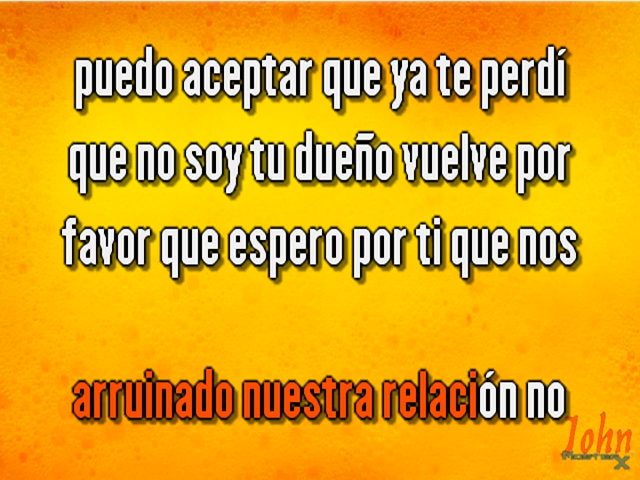 puedo aceptar que ya te perdí
que no soy tu dueño vuelve por
favor que espero por ti que nos
arruinado nuestra relación no
John
MasterX